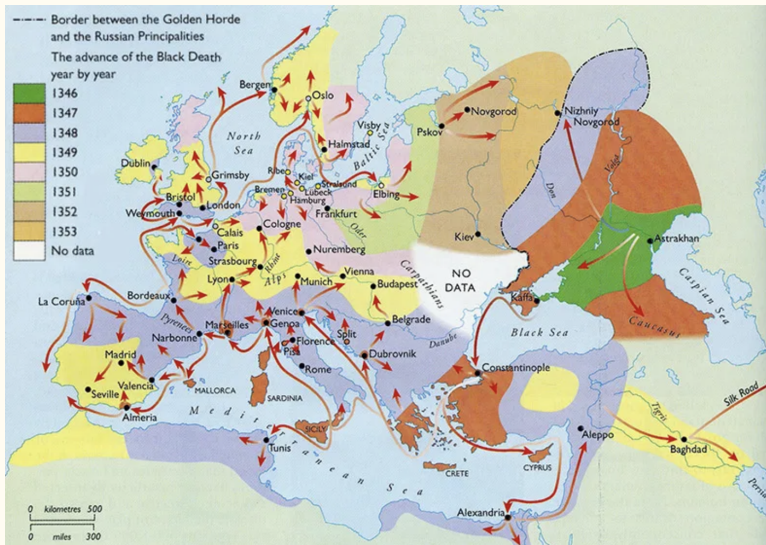 Border between the Golden Horde
and the Russian Principalities
The advance of the Black Death
year by year
1346
1347
1348
1349
1350
1351
1352
1353
No data
Bergen
Oslo
North
Sea
Visby
Baltic Sea
Halmstad
Pskov
Novgorod
Nizhniy
Novgorod
Dublin
Grimsby
Bristol
Weymouth
London
Ribe
Kiel
Stralsund
Bremen
Lübeck
Hamburg
Elbing
Frankfurt
Oder
Calais
Cologne
Paris
Loire
Strasbourg
Rhine
Nuremberg
Alps
Lyon
Munich
Vienna
Budapest
Carpathians
Kiev
NO
DATA
Don
Volga
Astrakhan
Caspian Sea
Caucasus
Kaffa
Black Sea
La Coruña
Bordeaux
Pyrenees
Narbonne
Marseilles
Venice
Genoa
Florence
Pisa
Split
Belgrade
Danube
Dubrovnik
Rome
Constantinople
Madrid
Valencia
Seville
Almeria
MALLORCA
SARDINIA
Mediterranean Sea
SICILY
Tunis
CRETE
CYPRUS
Aleppo
Tigris
Baghdad
Silk Road
Alexandria
0 kilometres 500
0 miles 300